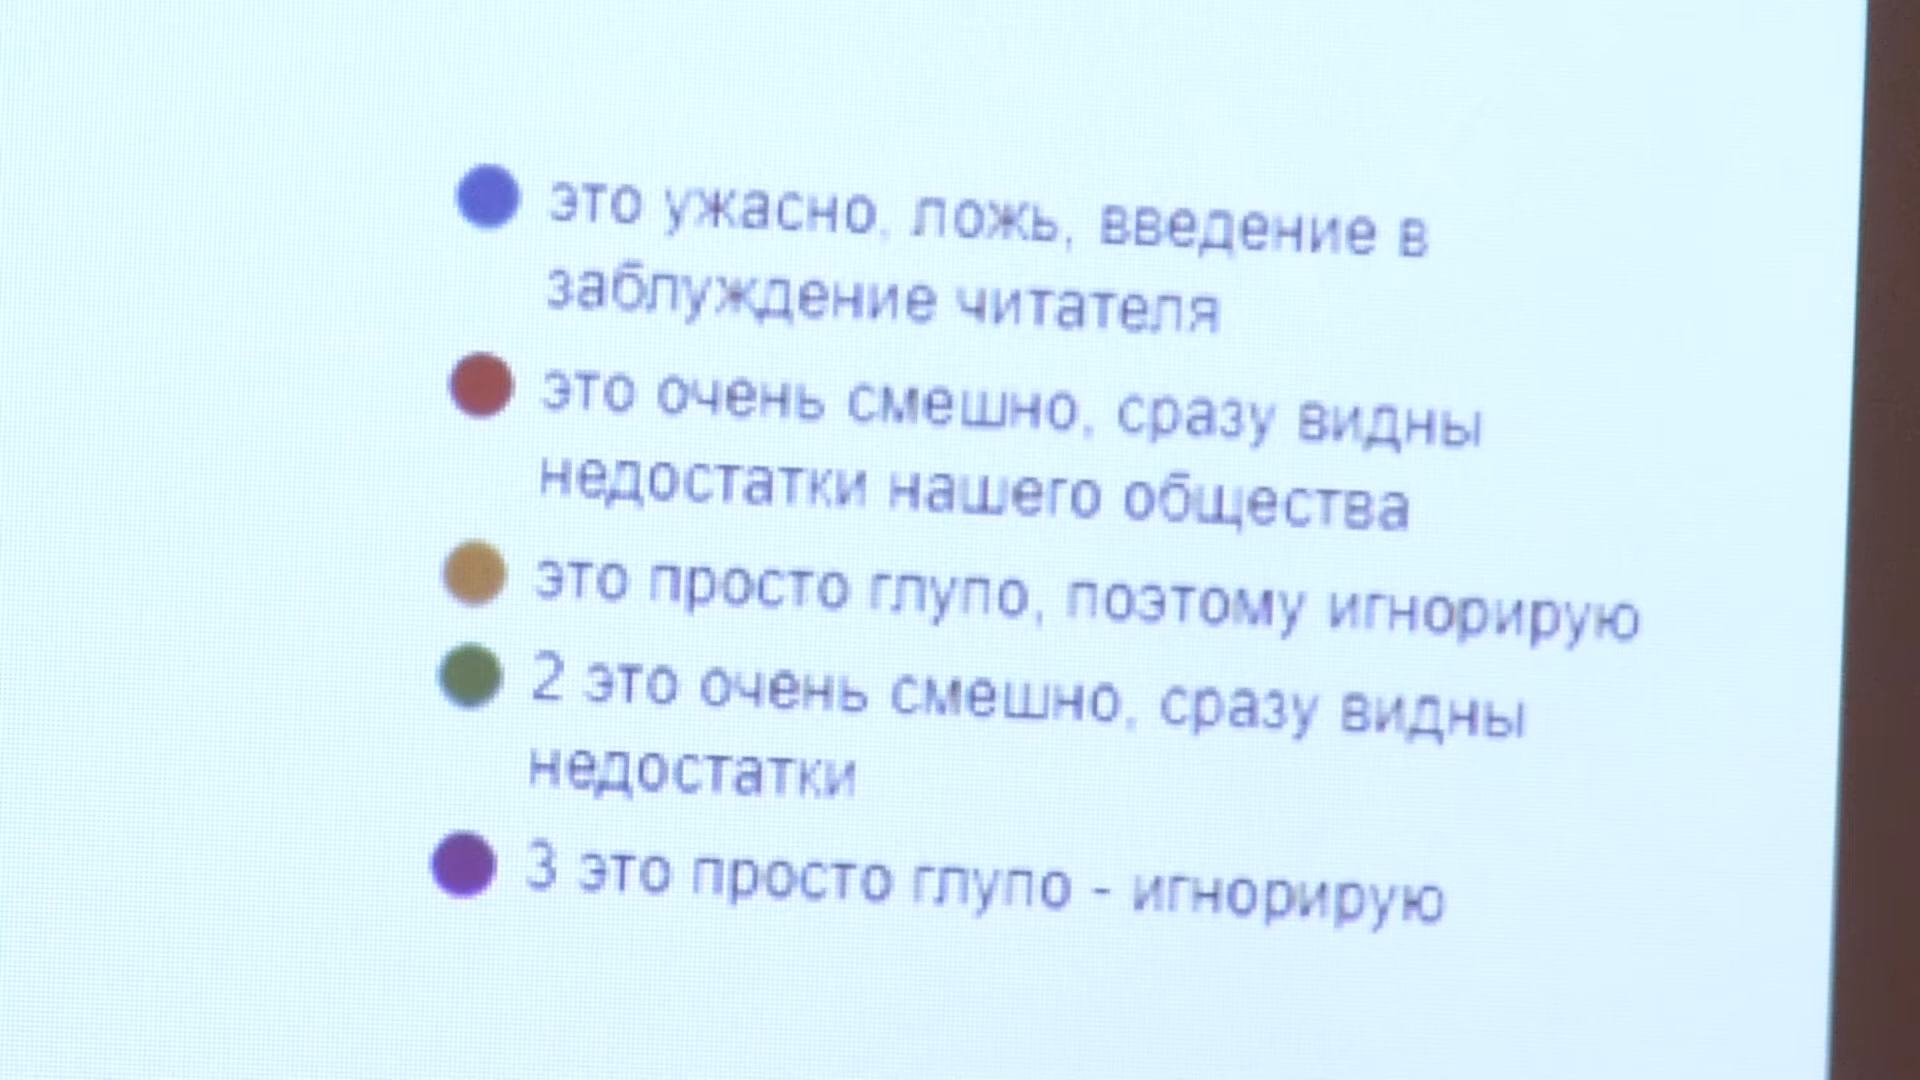 это ужасно, ложь, введение в
заблуждение читателя
это очень смешно, сразу видны
недостатки нашего общества
это просто глупо, поэтому игнорирую
2 это очень смешно, сразу видны
недостатки
3 это просто глупо - игнорирую